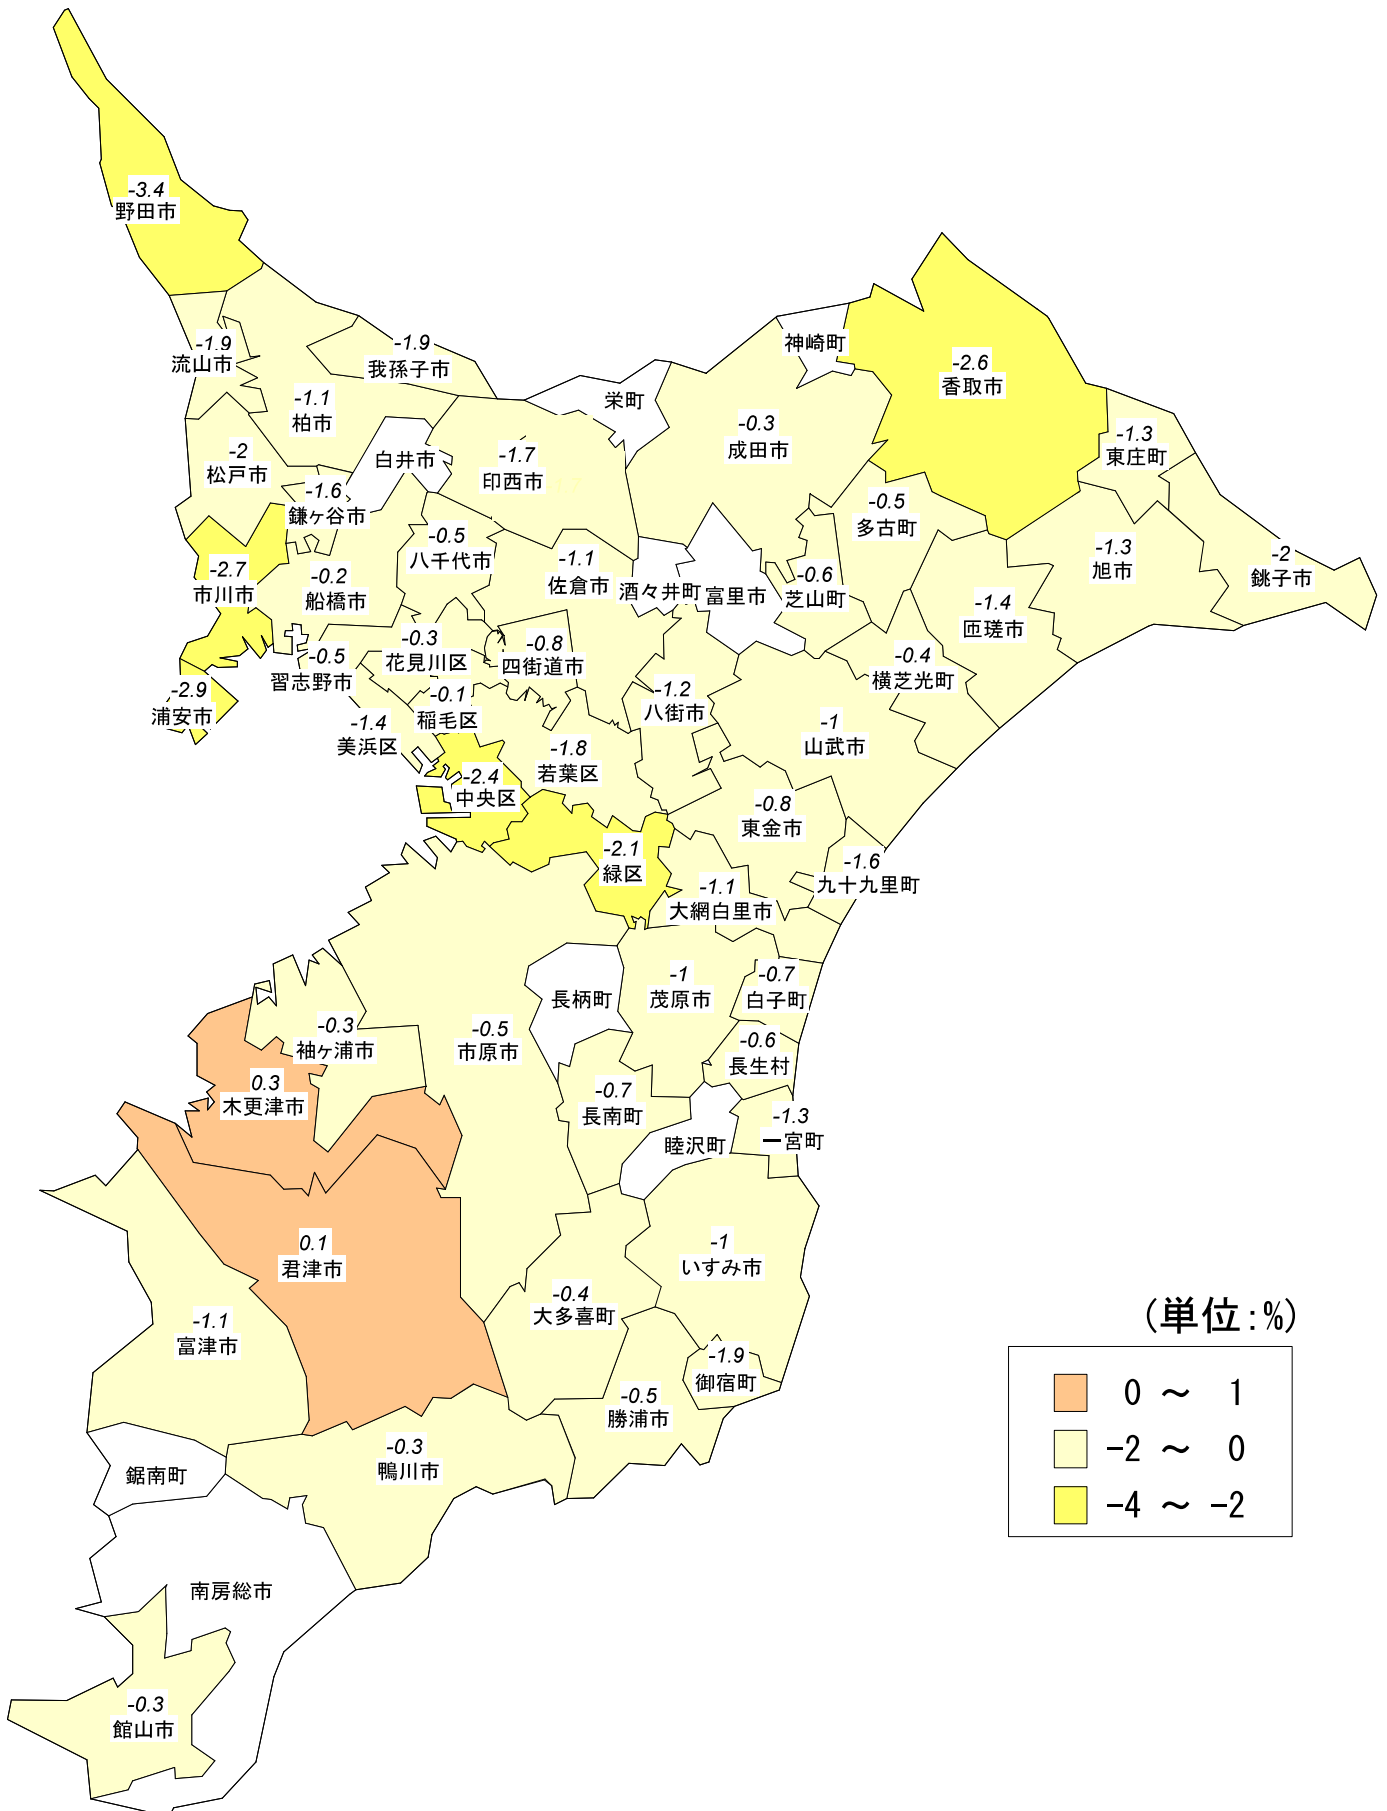 -3.4
野田市
-1.9
流山市
-1.9
我孫子市
神崎町
-2.6
香取市
-1.1
柏市
栄町
-0.3
成田市
-1.3
東庄町
-2
松戸市
白井市
-1.7
印西市
-1.6
鎌ヶ谷市
-0.5
多古町
-0.5
八千代市
-1.3
旭市
-2
銚子市
-2.7
市川市
-0.2
船橋市
-1.1
佐倉市
酒々井町
富里市
-0.6
芝山町
-1.4
匝瑳市
-0.5
習志野市
-0.3
花見川区
-0.8
四街道市
-0.4
横芝光町
-2.9
浦安市
-0.1
稲毛区
-1.2
八街市
-1.4
美浜区
-1
山武市
-1.8
若葉区
-2.4
中央区
-0.8
東金市
-2.1
緑区
-1.6
九十九里町
-1.1
大網白里市
-1
茂原市
-0.7
白子町
長柄町
-0.3
袖ヶ浦市
-0.5
市原市
-0.6
長生村
0.3
木更津市
-0.7
長南町
-1.3
一宮町
睦沢町
0.1
君津市
-1
いすみ市
-0.4
大多喜町
-1.1
富津市
-1.9
御宿町
-0.5
勝浦市
-0.3
鴨川市
鋸南町
南房総市
-0.3
館山市
(単位:%)
0 ～ 1
-2 ～ 0
-4 ～ -2